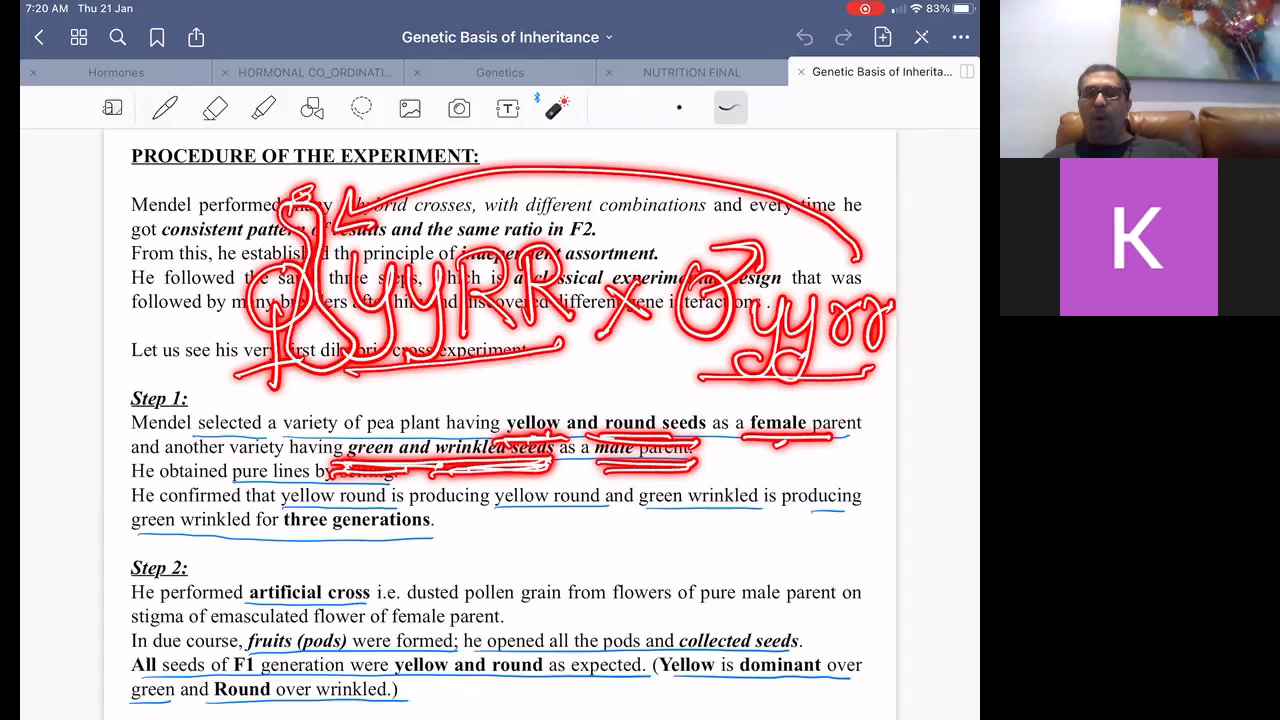 7:20 AM Thu 21 Jan 83%
Genetic Basis of Inheritance
Hormones HORMONAL CO_ORDINATI... Genetics NUTRITION FINAL Genetic Basis of Inherita...
T
PROCEDURE OF THE EXPERIMENT:
Mendel performed many hybrid crosses, with different combinations and every time he
got consistent pattern of results and the same ratio in F2.
From this, he established the principle of independent assortment.
He followed the same three steps, which is a classical experimental design that was
followed by many breeders after him and discovered different gene interactions .
♀ yyRR × ♂ yyrr
Let us see his very first dihybrid cross experiment
Step 1:
Mendel selected a variety of pea plant having yellow and round seeds as a female parent
and another variety having green and wrinkled seeds as a male parent.
He obtained pure lines by selfing.
He confirmed that yellow round is producing yellow round and green wrinkled is producing
green wrinkled for three generations.
Step 2:
He performed artificial cross i.e. dusted pollen grain from flowers of pure male parent on
stigma of emasculated flower of female parent.
In due course, fruits (pods) were formed; he opened all the pods and collected seeds.
All seeds of F1 generation were yellow and round as expected. (Yellow is dominant over
green and Round over wrinkled.)
K